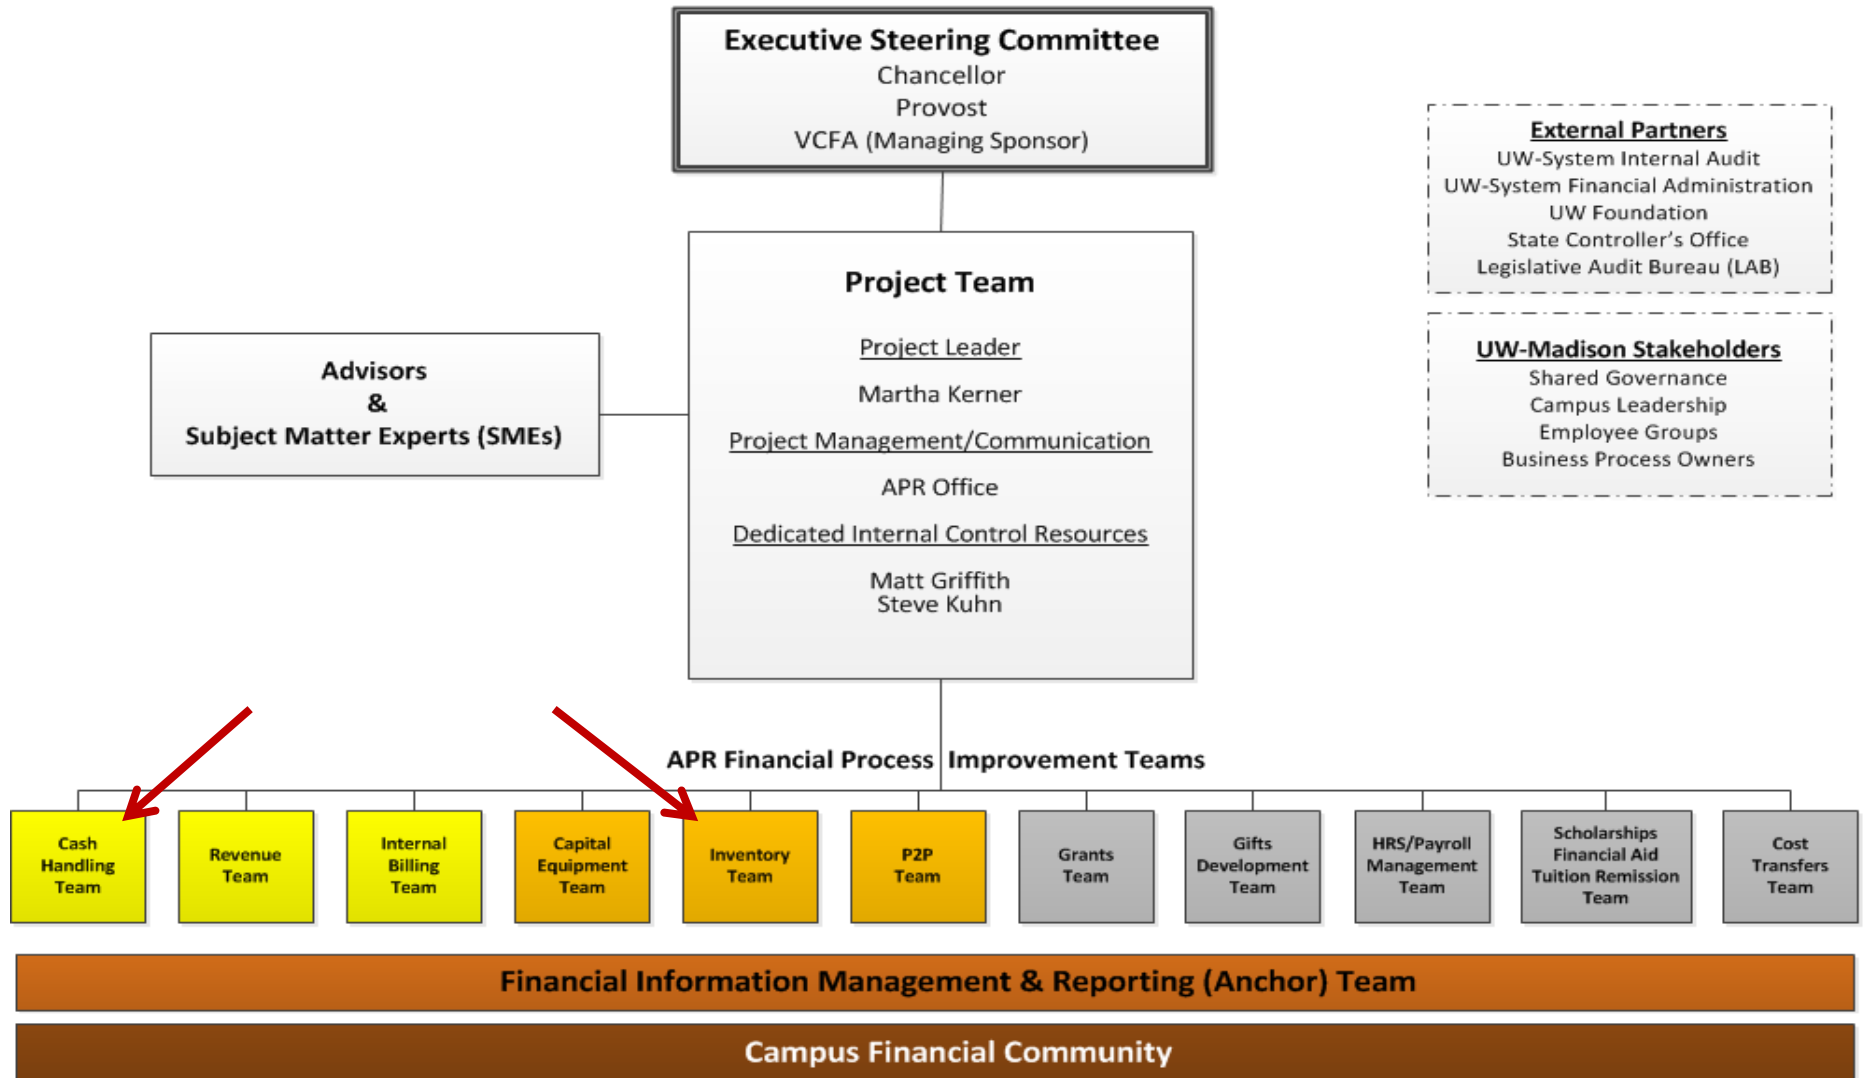 Executive Steering Committee
Chancellor
Provost
VCFA (Managing Sponsor)
External Partners
UW-System Internal Audit
UW-System Financial Administration
UW Foundation
State Controller's Office
Legislative Audit Bureau (LAB)
UW-Madison Stakeholders
Shared Governance
Campus Leadership
Employee Groups
Business Process Owners
Advisors
&
Subject Matter Experts (SMEs)
Project Team
Project Leader
Martha Kerner
Project Management/Communication
APR Office
Dedicated Internal Control Resources
Matt Griffith
Steve Kuhn
APR Financial Process Improvement Teams
Cash
Handling
Team
Revenue
Team
Internal
Billing
Team
Capital
Equipment
Team
Inventory
Team
P2P
Team
Grants
Team
Gifts
Development
Team
HRS/Payroll
Management
Team
Scholarships
Financial Aid
Tuition Remission
Team
Cost
Transfers
Team
Financial Information Management & Reporting (Anchor) Team
Campus Financial Community